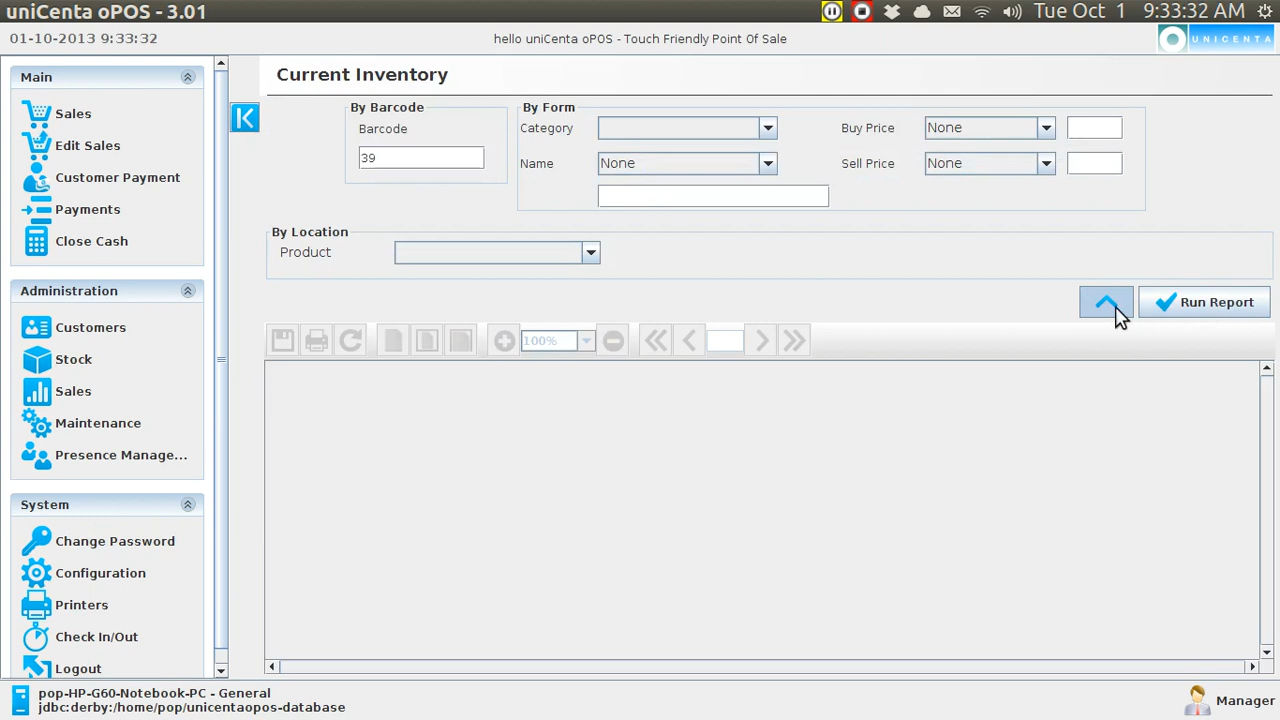 uniCenta oPOS - 3.01
Tue Oct 1 9:33:32 AM
01-10-2013 9:33:32
hello uniCenta oPOS - Touch Friendly Point Of Sale
UNICENTA
Main
Sales
Edit Sales
Customer Payment
Payments
Close Cash
Administration
Customers
Stock
Sales
Maintenance
Presence Manage...
System
Change Password
Configuration
Printers
Check In/Out
Logout
Current Inventory
By Barcode
Barcode
39
By Form
Category
Buy Price
None
Name
None
Sell Price
None
By Location
Product
Run Report
100%
pop-HP-G60-Notebook-PC - General
jdbc:derby:/home/pop/unicentaopos-database
Manager